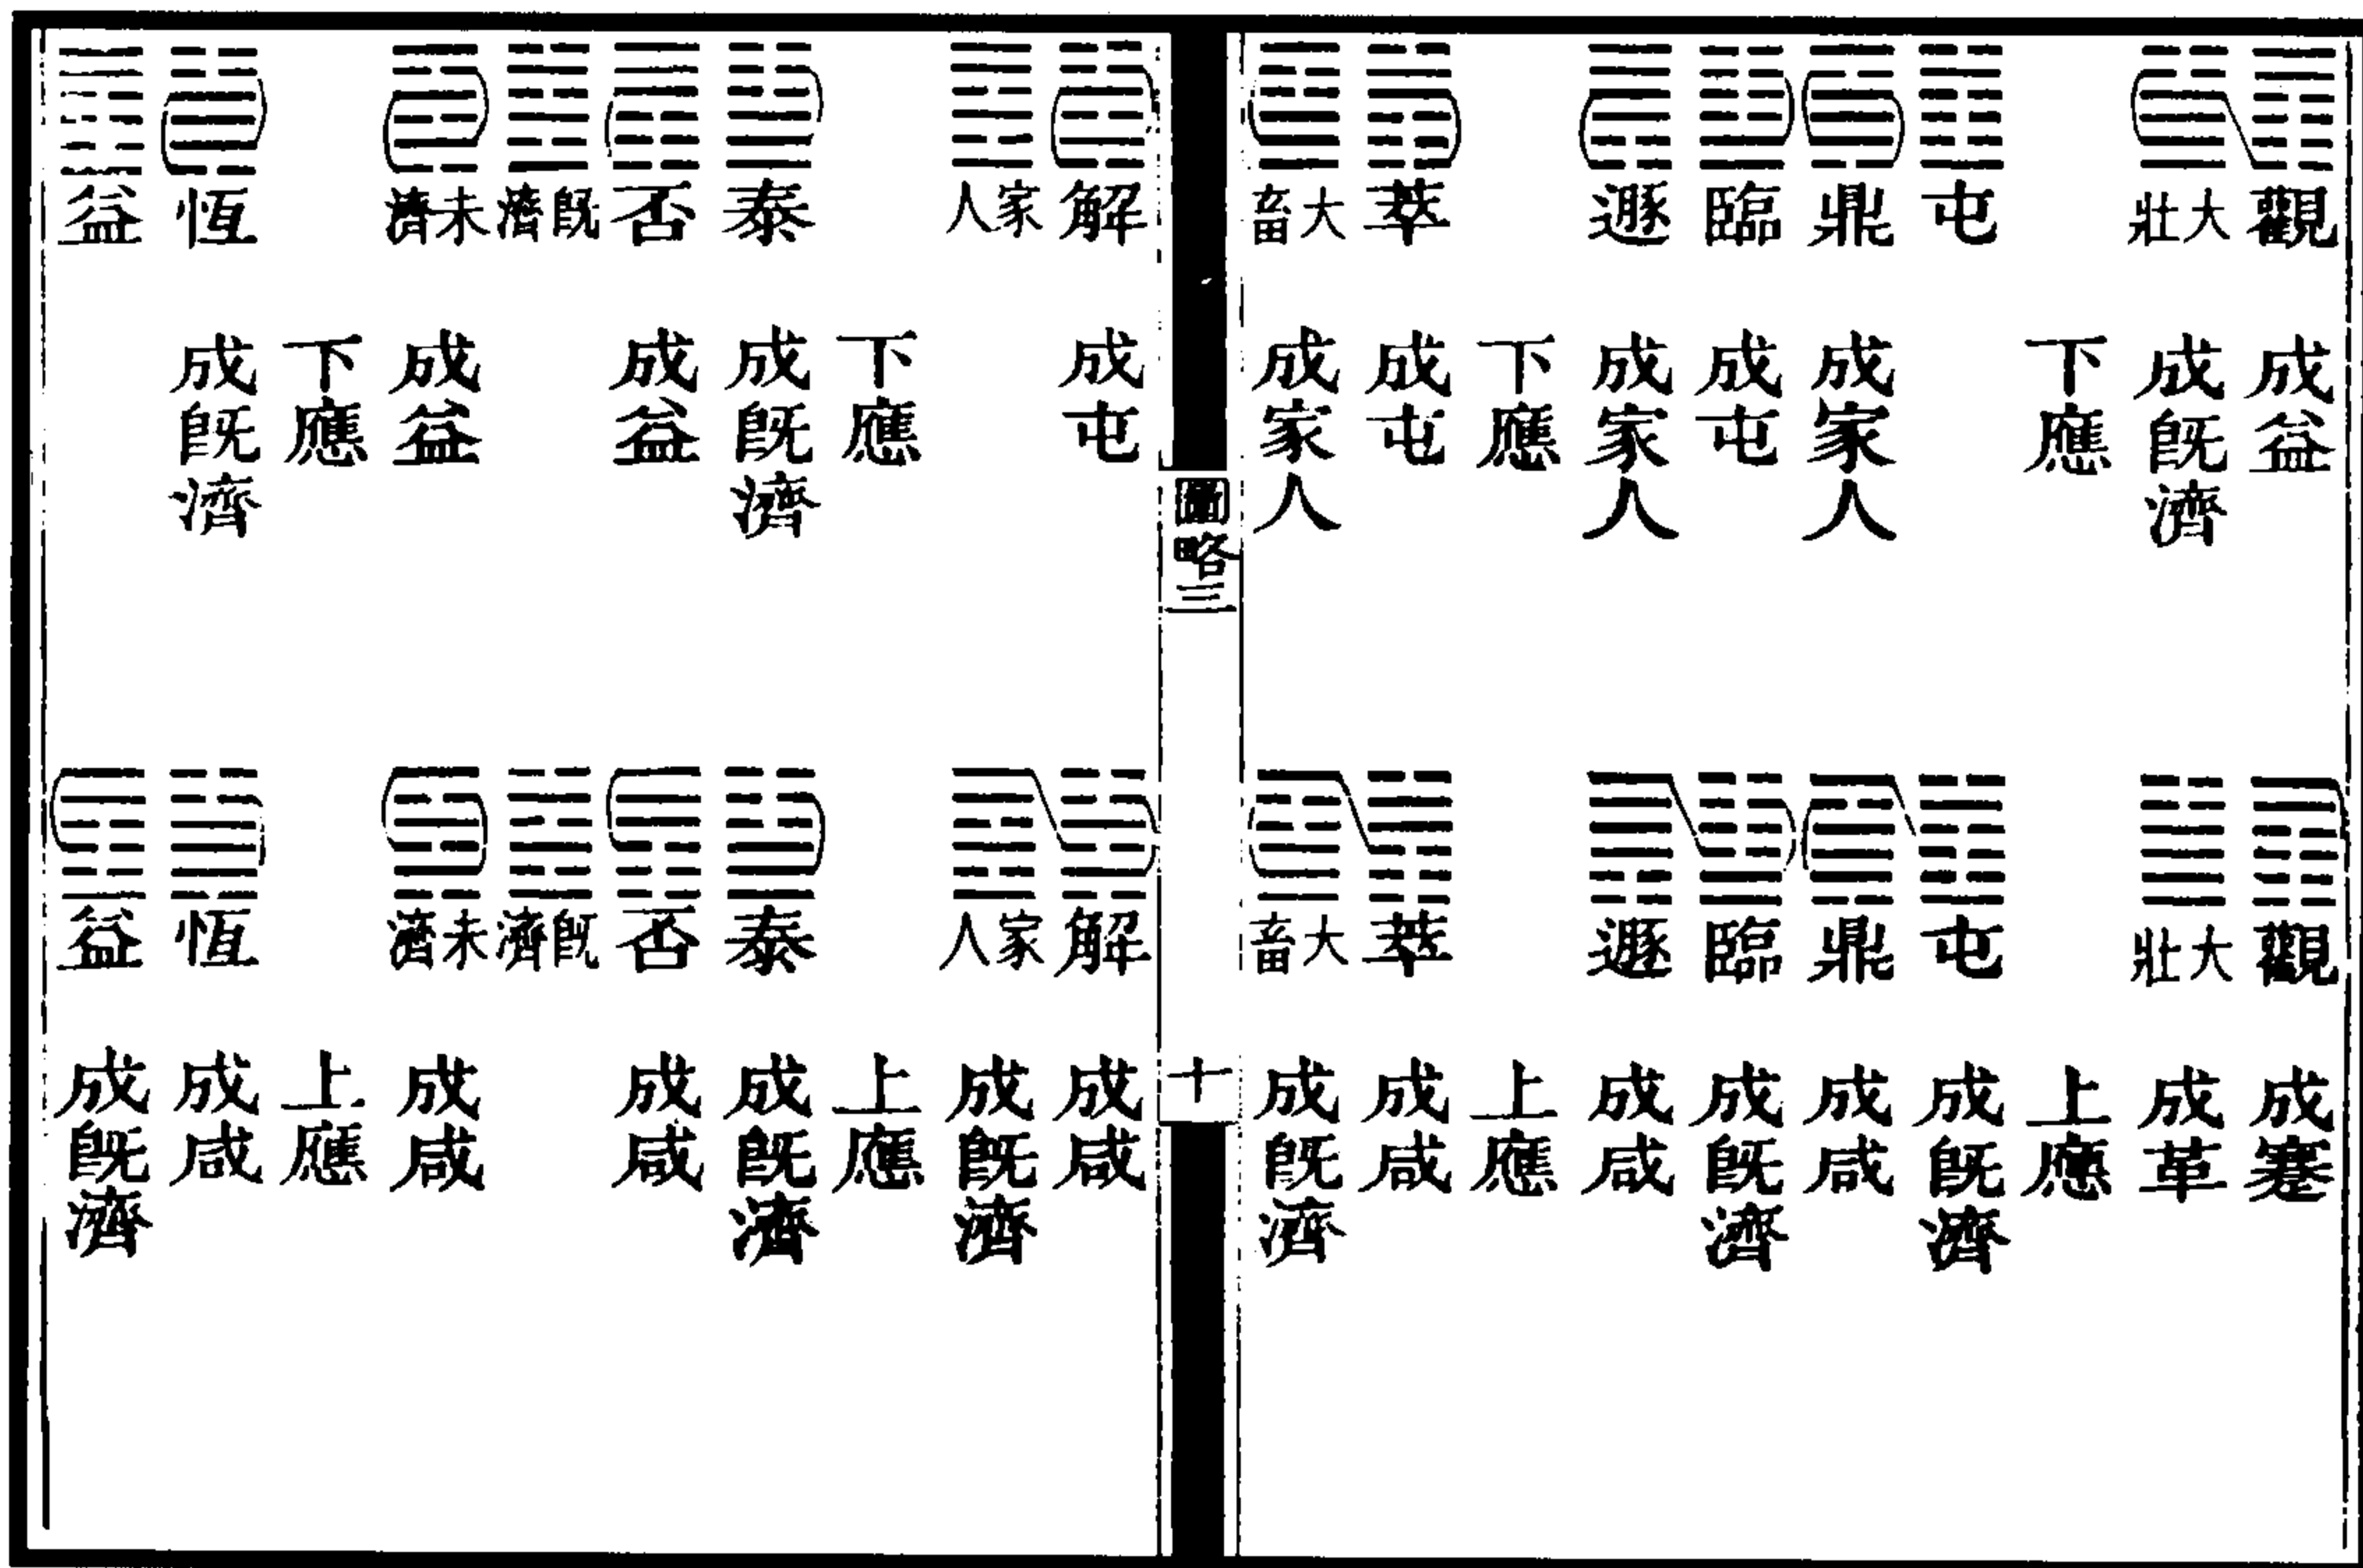 觀 成益 觀 成蹇
大壯 成既濟 大壯 成革
下應 上應
屯 屯 成既濟
鼎 成家人 鼎 成咸
臨 成屯 臨 成既濟
遯 成家人 遯 成咸
下應 上應
萃 成屯 萃 成咸
大畜 成家人 大畜 成既濟
圖略三 十
解 成屯 解 成咸
家人 家人 成既濟
下應 上應
泰 成既濟 泰 成既濟
否 成益 否 成咸
既濟 既濟
未濟 成益 未濟 成咸
下應 上應
恆 成既濟 恆 成咸
益 益 成既濟